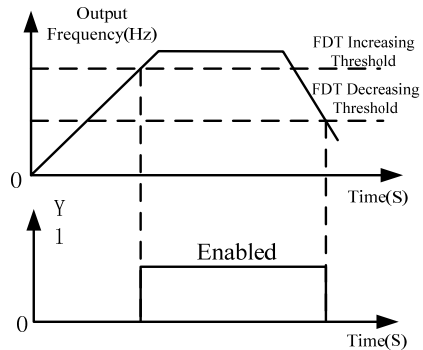 Output
Frequency(Hz)
FDT Increasing
Threshold
FDT Decreasing
Threshold
0
Time(S)
Y
1
Enabled
0
Time(S)